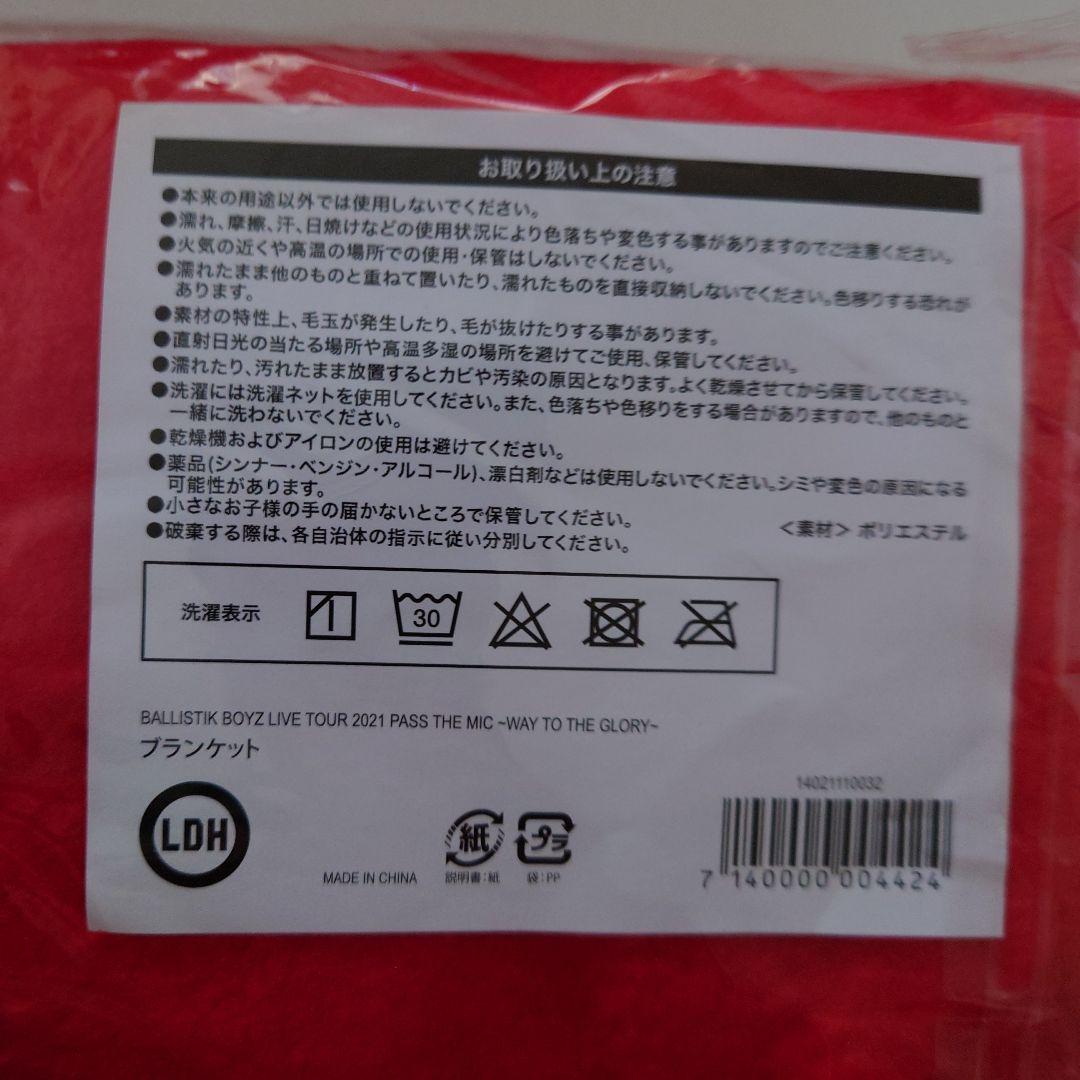 お取り扱い上の注意
●本来の用途以外では使用しないでください。
●濡れ、摩擦、汗、日焼けなどの使用状況により色落ちや変色する事がありますのでご注意ください。
●火気の近くや高温の場所での使用・保管はしないでください。
●濡れたまま他のものと重ねて置いたり、濡れたものを直接収納しないでください。色移りする恐れが
あります。
●素材の特性上、毛玉が発生したり、毛が抜けたりする事があります。
●直射日光の当たる場所や高温多湿の場所を避けてご使用、保管してください。
●濡れたり、汚れたまま放置するとカビや汚染の原因となります。よく乾燥させてから保管してください。
●洗濯には洗濯ネットを使用してください。また、色落ちや色移りをする場合がありますので、他のものと
一緒に洗わないでください。
●乾燥機およびアイロンの使用は避けてください。
●薬品(シンナー・ベンジン・アルコール)、漂白剤などは使用しないでください。シミや変色の原因になる
可能性があります。
●小さなお子様の手の届かないところで保管してください。
●破棄する際は、各自治体の指示に従い分別してください。
＜素材＞ ポリエステル
洗濯表示
30
BALLISTIK BOYZ LIVE TOUR 2021 PASS THE MIC ~WAY TO THE GLORY~
ブランケット
LDH
MADE IN CHINA
紙
説明書：紙
プラ
袋：PP
14021110032
7 140000 004424